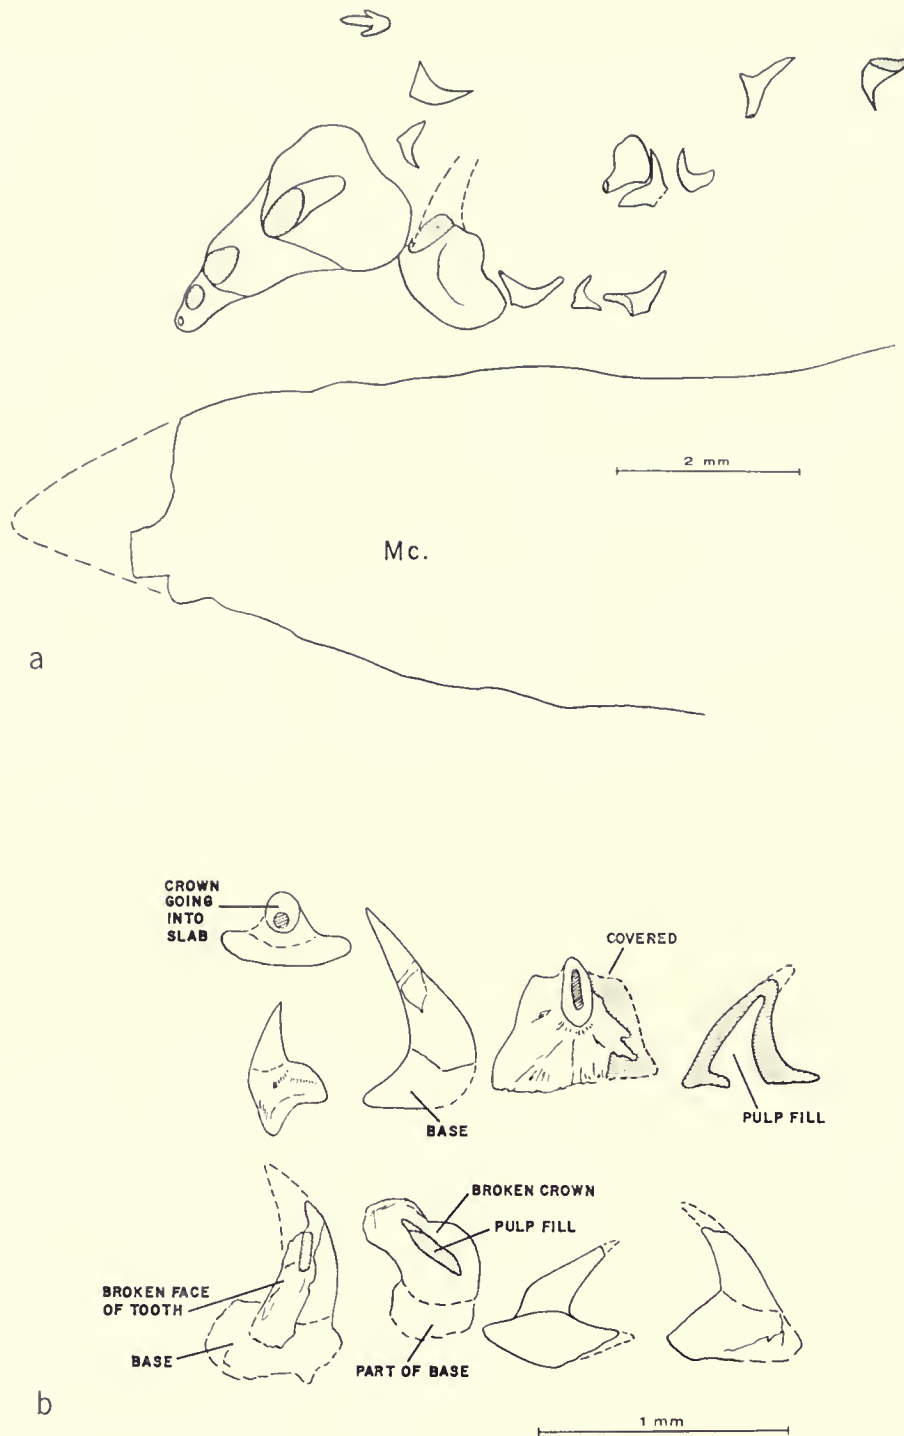 2 mm
Mc.
a
CROWN
GOING
INTO
SLAB
COVERED
BASE
PULP FILL
BROKEN CROWN
PULP FILL
BROKEN FACE
OF TOOTH
BASE
PART OF BASE
b
1 mm